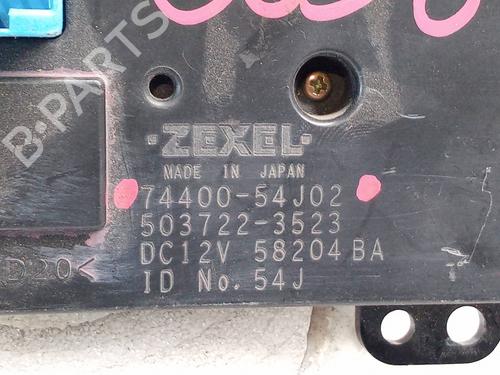 B-PARTS
·ZEXEL·
MADE IN JAPAN
74400-54J02
503722-3523
DC12V 58204 BA
D20<
ID No. 54J